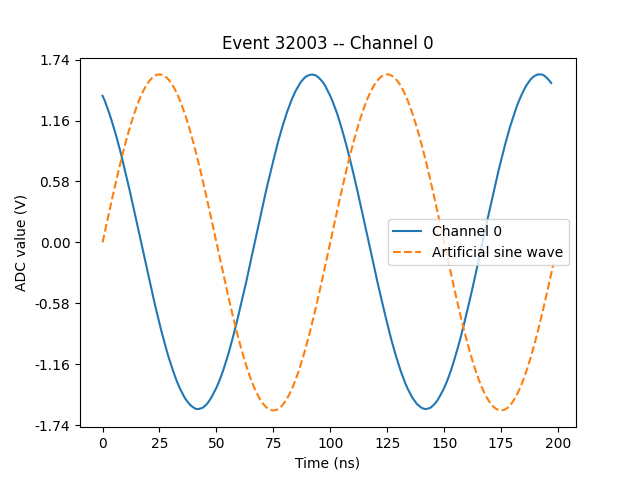 Event 32003 -- Channel 0
ADC value (V)
1.74
1.16
0.58
0.00
-0.58
-1.16
-1.74
Channel 0
Artificial sine wave
0 25 50 75 100 125 150 175 200
Time (ns)